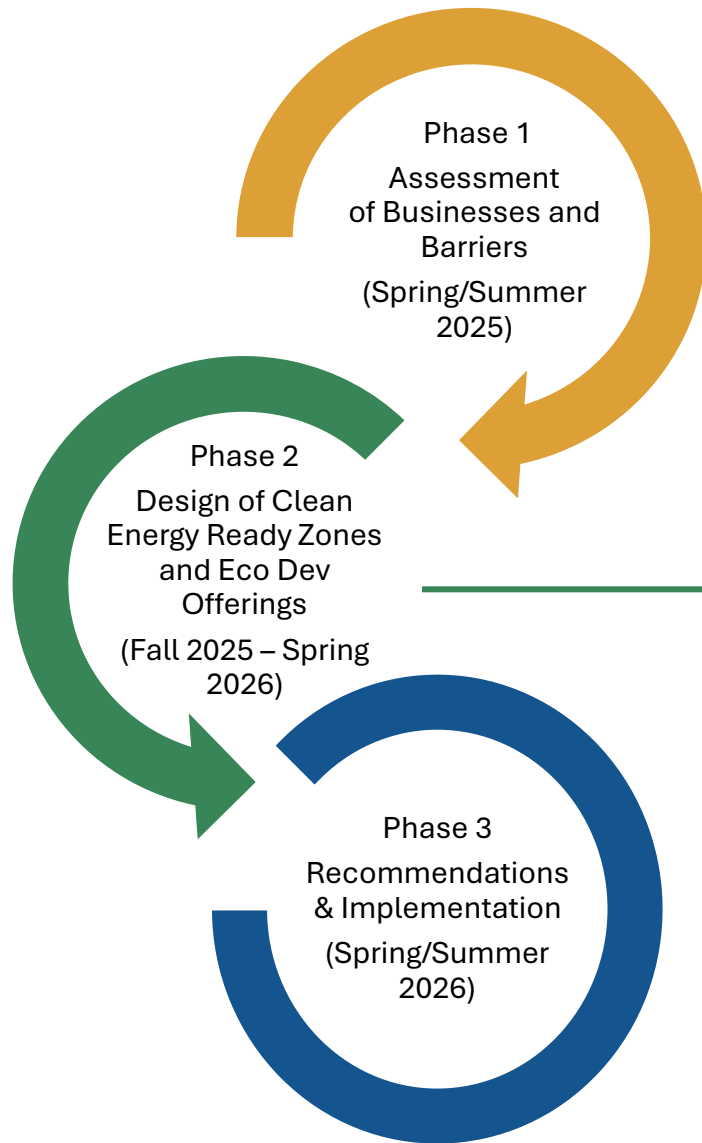 Phase 1
Assessment
of Businesses and
Barriers
(Spring/Summer
2025)
Phase 2
Design of Clean
Energy Ready Zones
and Eco Dev
Offerings
(Fall 2025 – Spring
2026)
Phase 3
Recommendations
& Implementation
(Spring/Summer
2026)